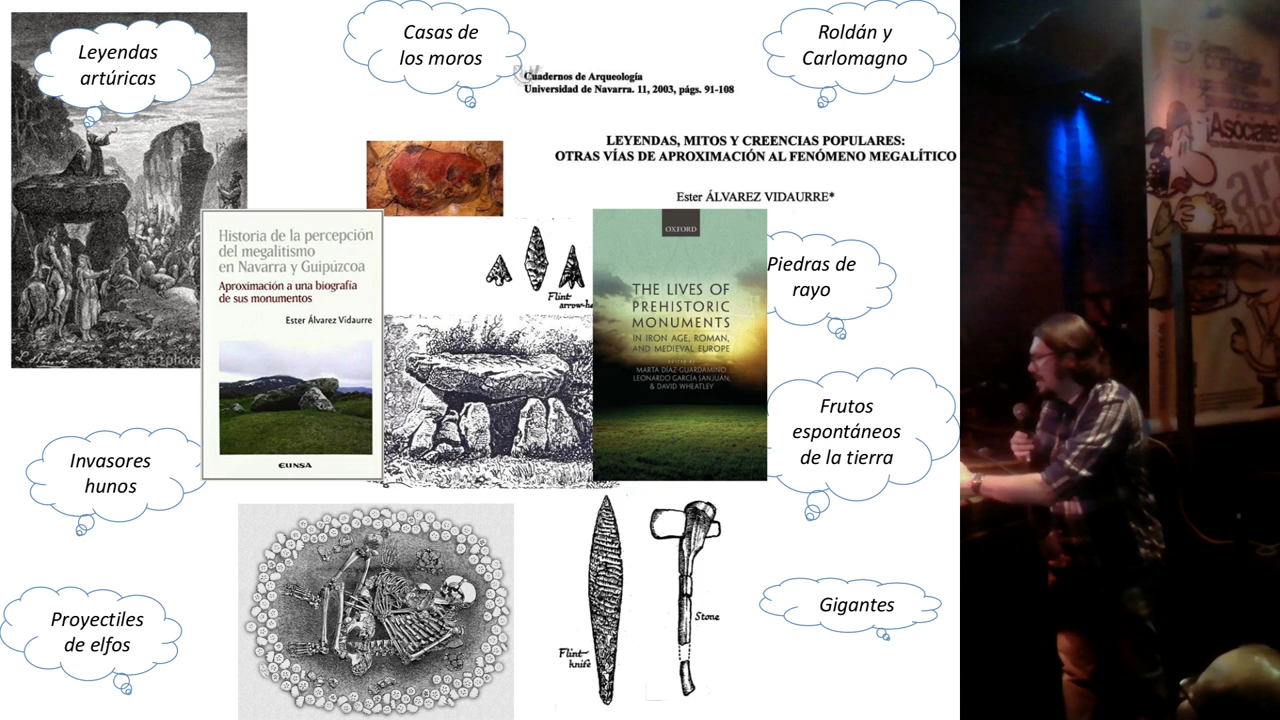 Leyendas
artúricas
Casas de
los moros
Roldán y
Carlomagno
Cuadernos de Arqueología
Universidad de Navarra. 11, 2003, págs. 91-108
LEYENDAS, MITOS Y CREENCIAS POPULARES:
OTRAS VÍAS DE APROXIMACIÓN AL FENÓMENO MEGALÍTICO
Ester ÁLVAREZ VIDAURRE*
Historia de la percepción
del megalitismo
en Navarra y Guipúzcoa
Aproximación a una biografía
de sus monumentos
Ester Álvarez Vidaurre
EUNSA
Flint
OXFORD
THE LIVES OF
PREHISTORIC
MONUMENTS
IN IRON AGE, ROMAN,
AND MEDIEVAL EUROPE
MARTA DÍAZ-GUARDAMINO
LEONARDO GARCÍA SANJUÁN,
& DAVID WHEATLEY
Piedras de
rayo
Frutos
espontáneos
de la tierra
Invasores
hunos
Proyectiles
de elfos
Flint
knife
Stone
Gigantes
Asóciate